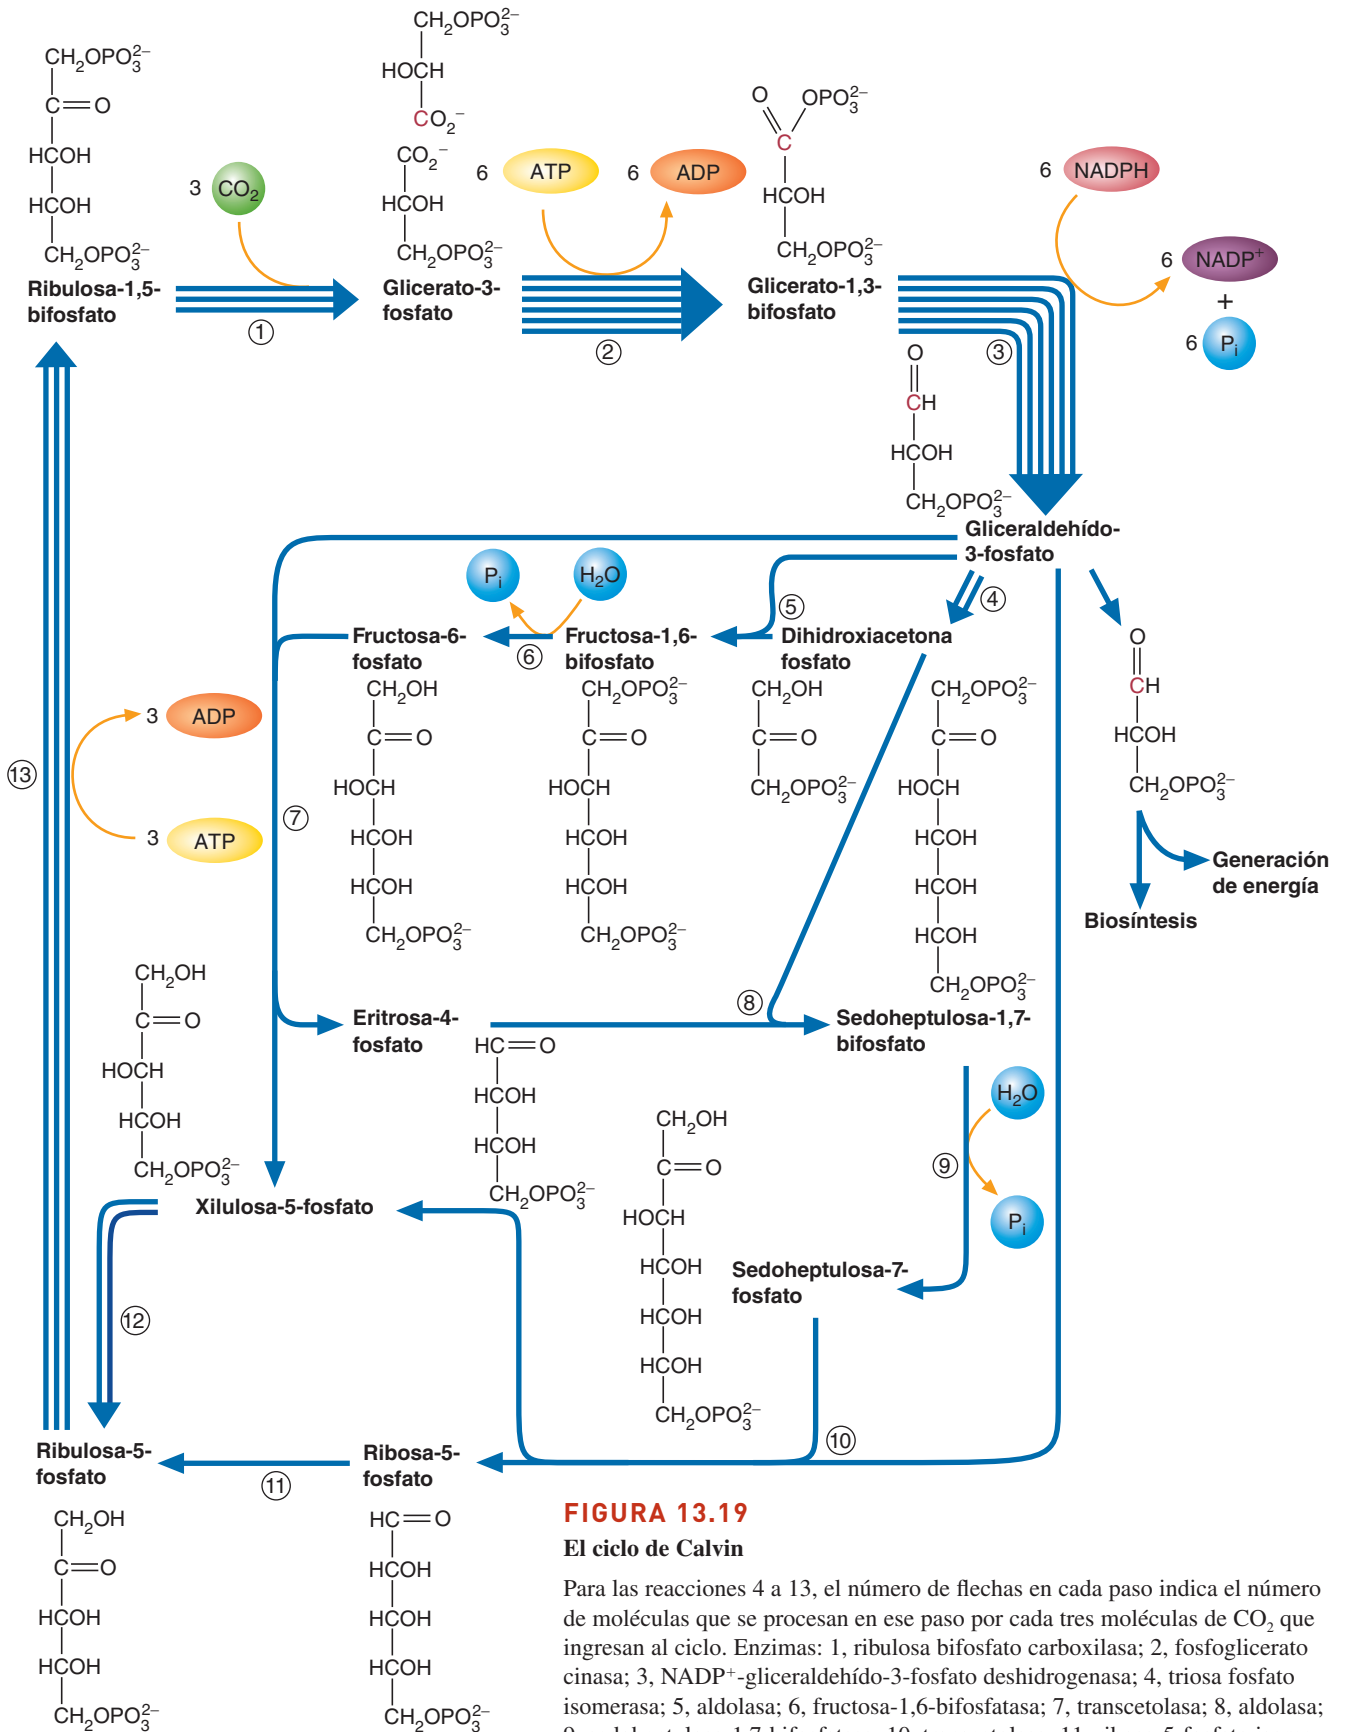 CH2OPO3 2–
C=O
HCOH
HCOH
CH2OPO3 2–
Ribulosa-1,5-
bifosfato
3 CO2
①
CH2OPO3 2–
HOCH
CO2 –
CO2 –
HCOH
CH2OPO3 2–
Glicerato-3-
fosfato
6 ATP
6 ADP
②
O
OPO3 2–
C
HCOH
CH2OPO3 2–
Glicerato-1,3-
bifosfato
6 NADPH
6 NADP+
+
6 Pi
③
O
CH
HCOH
CH2OPO3 2–
Gliceraldehído-
3-fosfato
④
⑤
Pi
H2O
⑥
Fructosa-6-
fosfato
CH2OH
C=O
HOCH
HCOH
HCOH
CH2OPO3 2–
Fructosa-1,6-
bifosfato
CH2OPO3 2–
C=O
HOCH
HCOH
HCOH
CH2OPO3 2–
Dihidroxiacetona
fosfato
CH2OH
C=O
CH2OPO3 2–
CH2OPO3 2–
C=O
HOCH
HCOH
HCOH
HCOH
CH2OPO3 2–
O
CH
HCOH
CH2OPO3 2–
Generación
de energía
Biosíntesis
3 ADP
3 ATP
⑬
⑦
CH2OH
C=O
HOCH
HCOH
CH2OPO3 2–
Xilulosa-5-fosfato
Eritrosa-4-
fosfato
HC=O
HCOH
HCOH
CH2OPO3 2–
⑧
Sedoheptulosa-1,7-
bifosfato
H2O
⑨
Pi
CH2OH
C=O
HOCH
HCOH
HCOH
HCOH
CH2OPO3 2–
Sedoheptulosa-7-
fosfato
⑩
⑫
Ribulosa-5-
fosfato
CH2OH
C=O
HCOH
HCOH
CH2OPO3 2–
⑪
Ribosa-5-
fosfato
HC=O
HCOH
HCOH
HCOH
CH2OPO3 2–
FIGURA 13.19
El ciclo de Calvin
Para las reacciones 4 a 13, el número de flechas en cada paso indica el número
de moléculas que se procesan en ese paso por cada tres moléculas de CO2 que
ingresan al ciclo. Enzimas: 1, ribulosa bifosfato carboxilasa; 2, fosfoglicerato
cinasa; 3, NADP+-gliceraldehído-3-fosfato deshidrogenasa; 4, triosa fosfato
isomerasa; 5, aldolasa; 6, fructosa-1,6-bifosfatasa; 7, transcetolasa; 8, aldolasa;